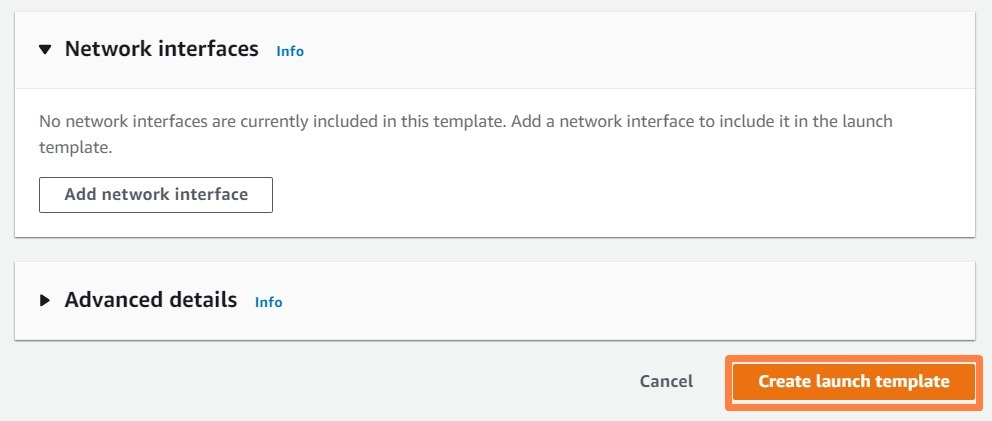 Network interfaces Info
No network interfaces are currently included in this template. Add a network interface to include it in the launch
template.
Add network interface
Advanced details Info
Cancel Create launch template